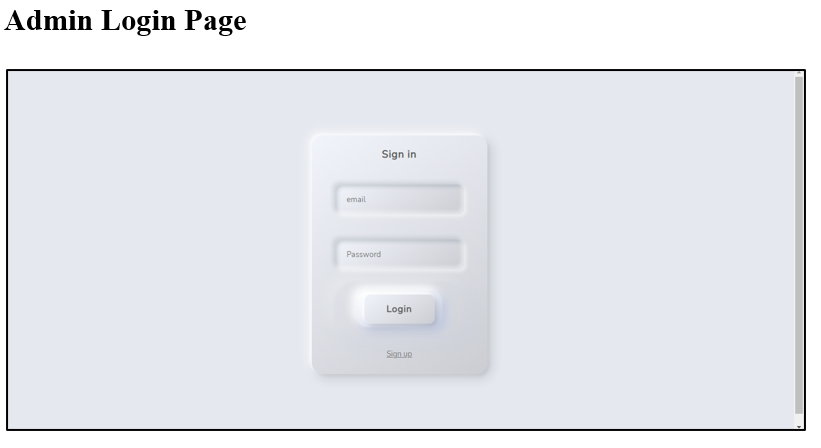 Admin Login Page
Sign in
email
Password
Login
Sign up